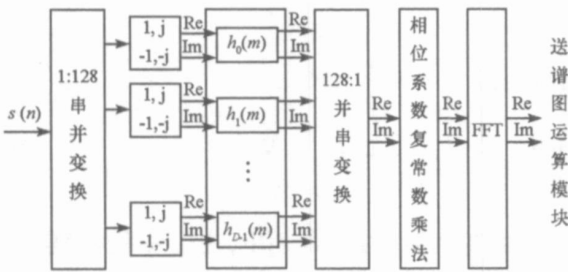 s(n)
1:128
串并变换
1, j
-1,-j
Re
Im
h0(m)
Re
Im
1, j
-1,-j
Re
Im
h1(m)
Re
Im
⋮
1, j
-1,-j
Re
Im
hD-1(m)
Re
Im
128:1
并串变换
Re
Im
相位系数复常数乘法
Re
Im
FFT
Re
Im
送谱图运算模块